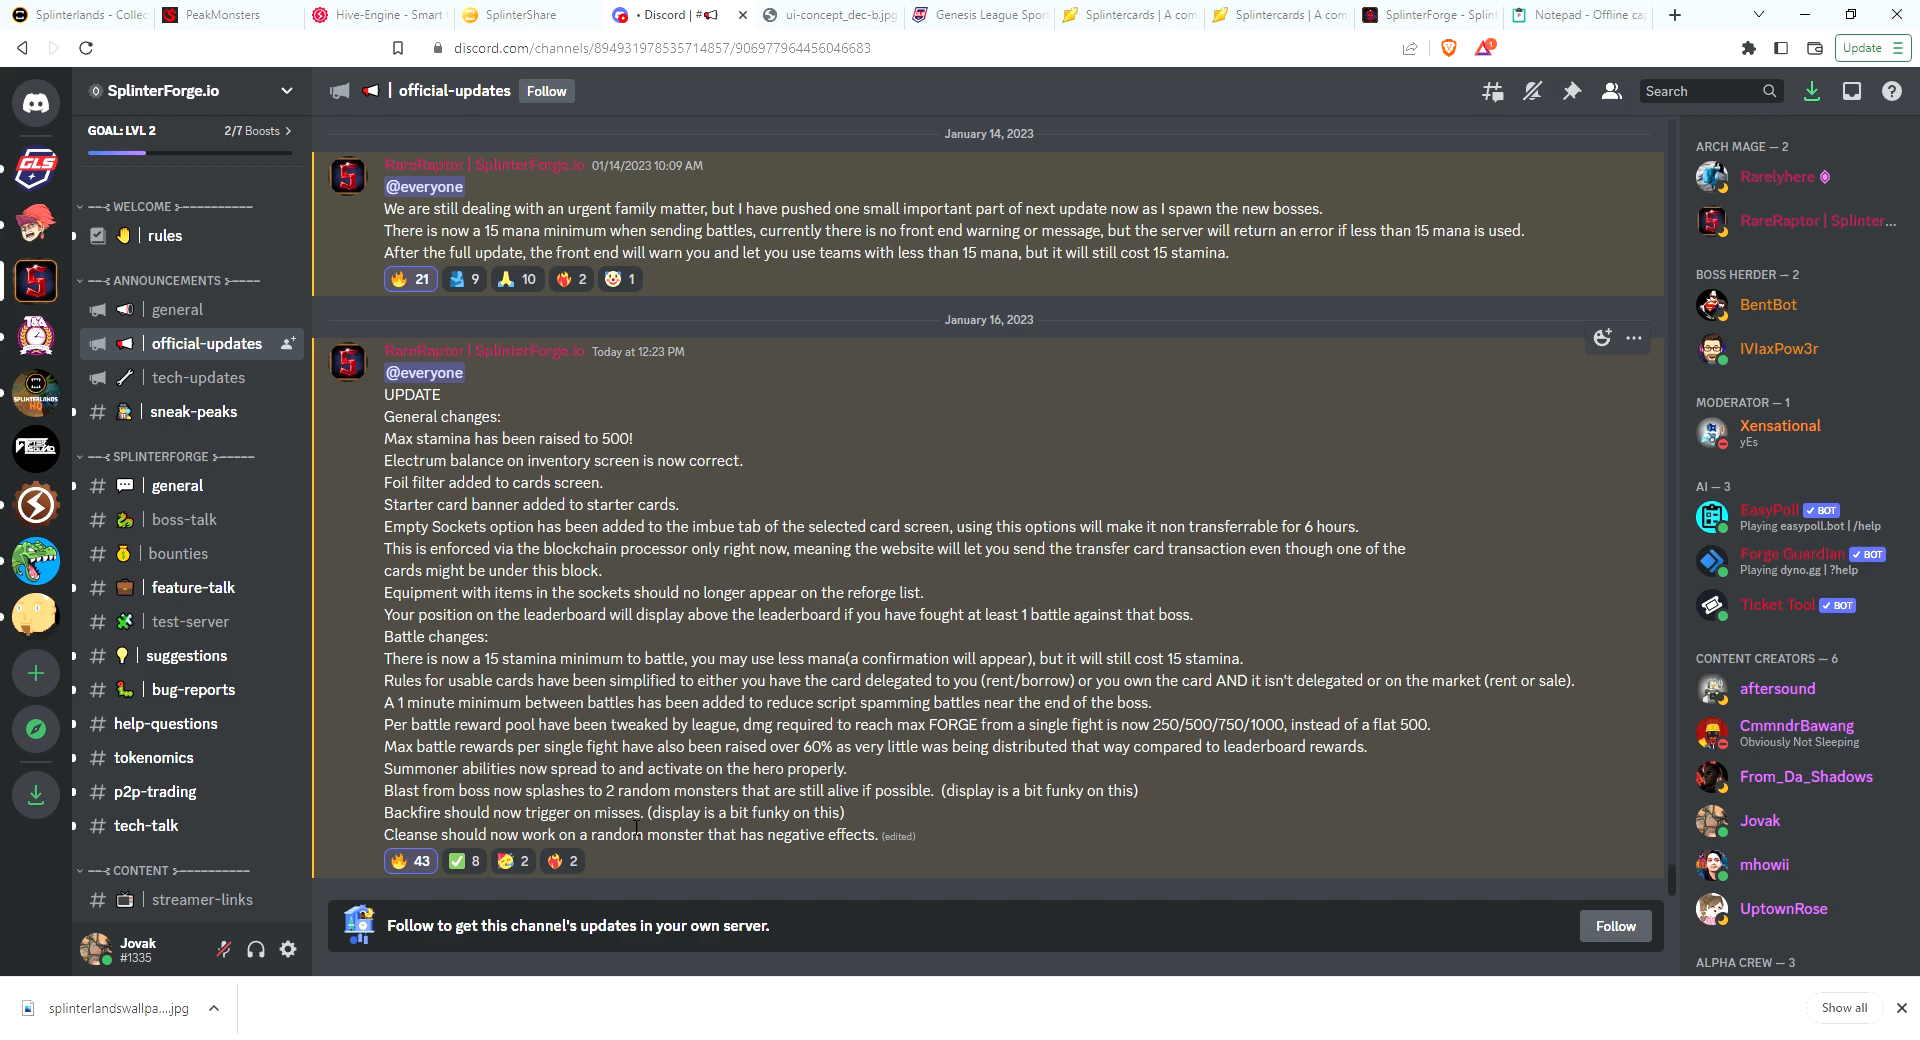 Splinterlands - Collec
PeakMonsters
Hive-Engine - Smart C
SplinterShare
• Discord | #
ui-concept_dec-b.jpg
Genesis League Sport
Splintercards | A com
Splintercards | A com
SplinterForge - Splint
Notepad - Offline cap
discord.com/channels/894931978535714857/906977964456046683
Update
SplinterForge.io
GOAL: LVL 2
2/7 Boosts
WELCOME
rules
ANNOUNCEMENTS
general
official-updates
tech-updates
sneak-peaks
SPLINTERFORGE
general
boss-talk
bounties
feature-talk
test-server
suggestions
bug-reports
help-questions
tokenomics
p2p-trading
tech-talk
CONTENT
streamer-links
Jovak
#1335
official-updates
Follow
Search
January 14, 2023
RareRaptor | SplinterForge.io 01/14/2023 10:09 AM
@everyone
We are still dealing with an urgent family matter, but I have pushed one small important part of next update now as I spawn the new bosses.
There is now a 15 mana minimum when sending battles, currently there is no front end warning or message, but the server will return an error if less than 15 mana is used.
After the full update, the front end will warn you and let you use teams with less than 15 mana, but it will still cost 15 stamina.
21 9 10 2 1
January 16, 2023
RareRaptor | SplinterForge.io Today at 12:23 PM
@everyone
UPDATE
General changes:
Max stamina has been raised to 500!
Electrum balance on inventory screen is now correct.
Foil filter added to cards screen.
Starter card banner added to starter cards.
Empty Sockets option has been added to the imbue tab of the selected card screen, using this options will make it non transferrable for 6 hours.
This is enforced via the blockchain processor only right now, meaning the website will let you send the transfer card transaction even though one of the
cards might be under this block.
Equipment with items in the sockets should no longer appear on the reforge list.
Your position on the leaderboard will display above the leaderboard if you have fought at least 1 battle against that boss.
Battle changes:
There is now a 15 stamina minimum to battle, you may use less mana(a confirmation will appear), but it will still cost 15 stamina.
Rules for usable cards have been simplified to either you have the card delegated to you (rent/borrow) or you own the card AND it isn't delegated or on the market (rent or sale).
A 1 minute minimum between battles has been added to reduce script spamming battles near the end of the boss.
Per battle reward pool have been tweaked by league, dmg required to reach max FORGE from a single fight is now 250/500/750/1000, instead of a flat 500.
Max battle rewards per single fight have also been raised over 60% as very little was being distributed that way compared to leaderboard rewards.
Summoner abilities now spread to and activate on the hero properly.
Blast from boss now splashes to 2 random monsters that are still alive if possible. (display is a bit funky on this)
Backfire should now trigger on misses. (display is a bit funky on this)
Cleanse should now work on a random monster that has negative effects. (edited)
43 8 2 2
Follow to get this channel's updates in your own server.
Follow
ARCH MAGE — 2
Rarelyhere
RareRaptor | Splinter...
BOSS HERDER — 2
BentBot
IVIaxPow3r
MODERATOR — 1
Xensational
yEs
AI — 3
EasyPoll BOT
Playing easypoll.bot | /help
Forge Guardian BOT
Playing dyno.gg | ?help
Ticket Tool BOT
CONTENT CREATORS — 6
aftersound
CmmndrBawang
Obviously Not Sleeping
From_Da_Shadows
Jovak
mhowii
UptownRose
ALPHA CREW — 3
splinterlandswallpa....jpg
Show all